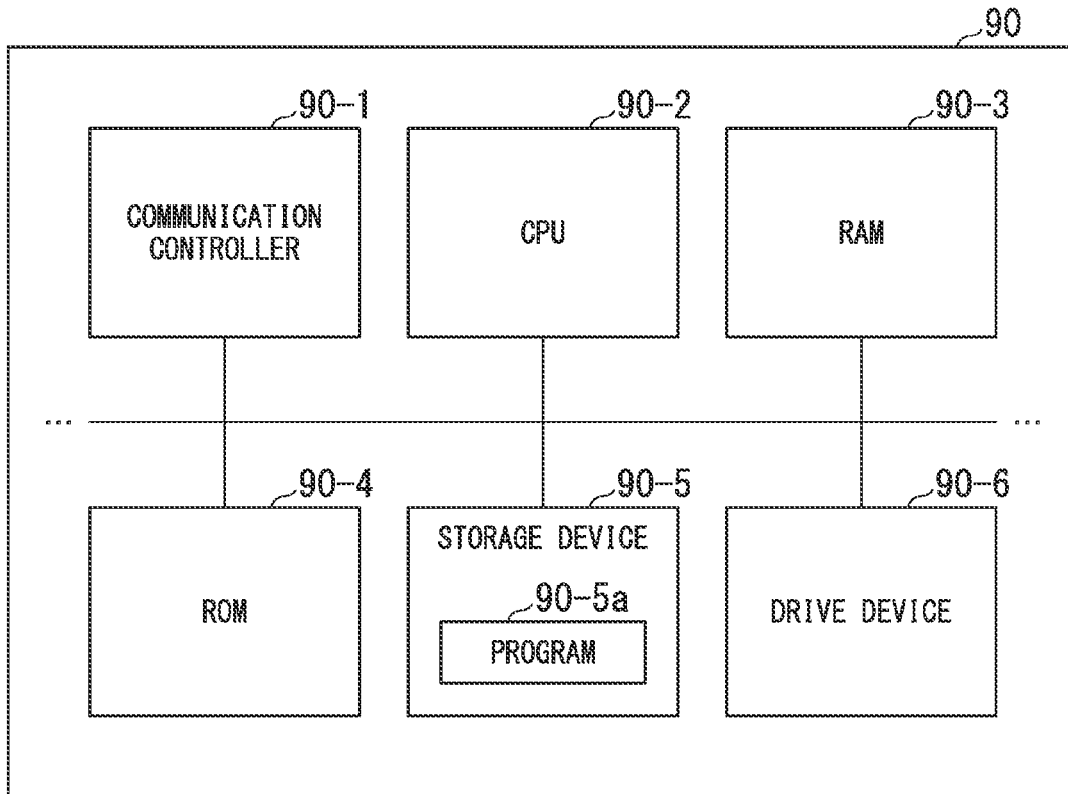 90
90-1
90-2
90-3
COMMUNICATION
CONTROLLER
CPU
RAM
...
...
90-4
90-5
90-6
ROM
STORAGE DEVICE
90-5a
PROGRAM
DRIVE DEVICE